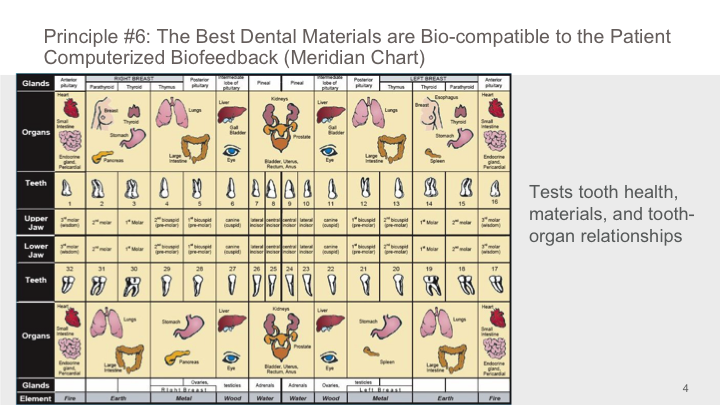 Principle #6: The Best Dental Materials are Bio-compatible to the Patient
Computerized Biofeedback (Meridian Chart)
Glands
Anterior pituitary
RIGHT BREAST
Parathyroid
Thyroid
Thymus
Posterior pituitary
Intermediate lobe of pituitary
Pineal
Pineal
Intermediate lobe of pituitary
Posterior pituitary
LEFT BREAST
Thymus
Thyroid
Parathyroid
Anterior pituitary
Organs
Heart
Small Intestine
Endocrine gland, Pericardial
Breast
Thyroid
Stomach
Pancreas
Lungs
Large Intestine
Liver
Gall Bladder
Eye
Kidneys
Prostate
Bladder, Uterus, Rectum, Anus
Liver
Eye
Lungs
Large Intestine
Esophagus
Breast
Thyroid
Stomach
Spleen
Heart
Small Intestine
Endocrine gland, Pericardial
Teeth
1 2 3 4 5 6 7 8 9 10 11 12 13 14 15 16
Upper Jaw
3rd molar (wisdom)
2nd molar
1st Molar
2nd bicuspid (pre-molar)
1st bicuspid (pre-molar)
canine (cuspid)
lateral incisor
central incisor
central incisor
lateral incisor
canine (cuspid)
1st bicuspid (pre-molar)
2nd bicuspid (pre-molar)
1st Molar
2nd molar
3rd molar (wisdom)
Lower Jaw
3rd molar (wisdom)
2nd molar
1st Molar
2nd bicuspid (pre-molar)
1st bicuspid (pre-molar)
canine (cuspid)
lateral incisor
central incisor
central incisor
lateral incisor
canine (cuspid)
1st bicuspid (pre-molar)
2nd bicuspid (pre-molar)
1st Molar
2nd molar
3rd molar (wisdom)
Teeth
32 31 30 29 28 27 26 25 24 23 22 21 20 19 18 17
Organs
Heart
Small Intestine
Endocrine gland, Pericardial
Lungs
Large Intestine
Stomach
Pancreas
Liver
Eye
Kidneys
Prostate
Bladder, Uterus, Rectum, Anus
Liver
Eye
Stomach
Spleen
Lungs
Large Intestine
Heart
Small Intestine
Endocrine gland, Pericardial
Glands
Ovaries,
testicles
Adrenals
Adrenals
Ovaries,
testicles
Right Breast
Left Breast
Element
Fire Earth Metal Wood Water Water Wood Metal Earth Fire
Tests tooth health,
materials, and tooth-
organ relationships
4